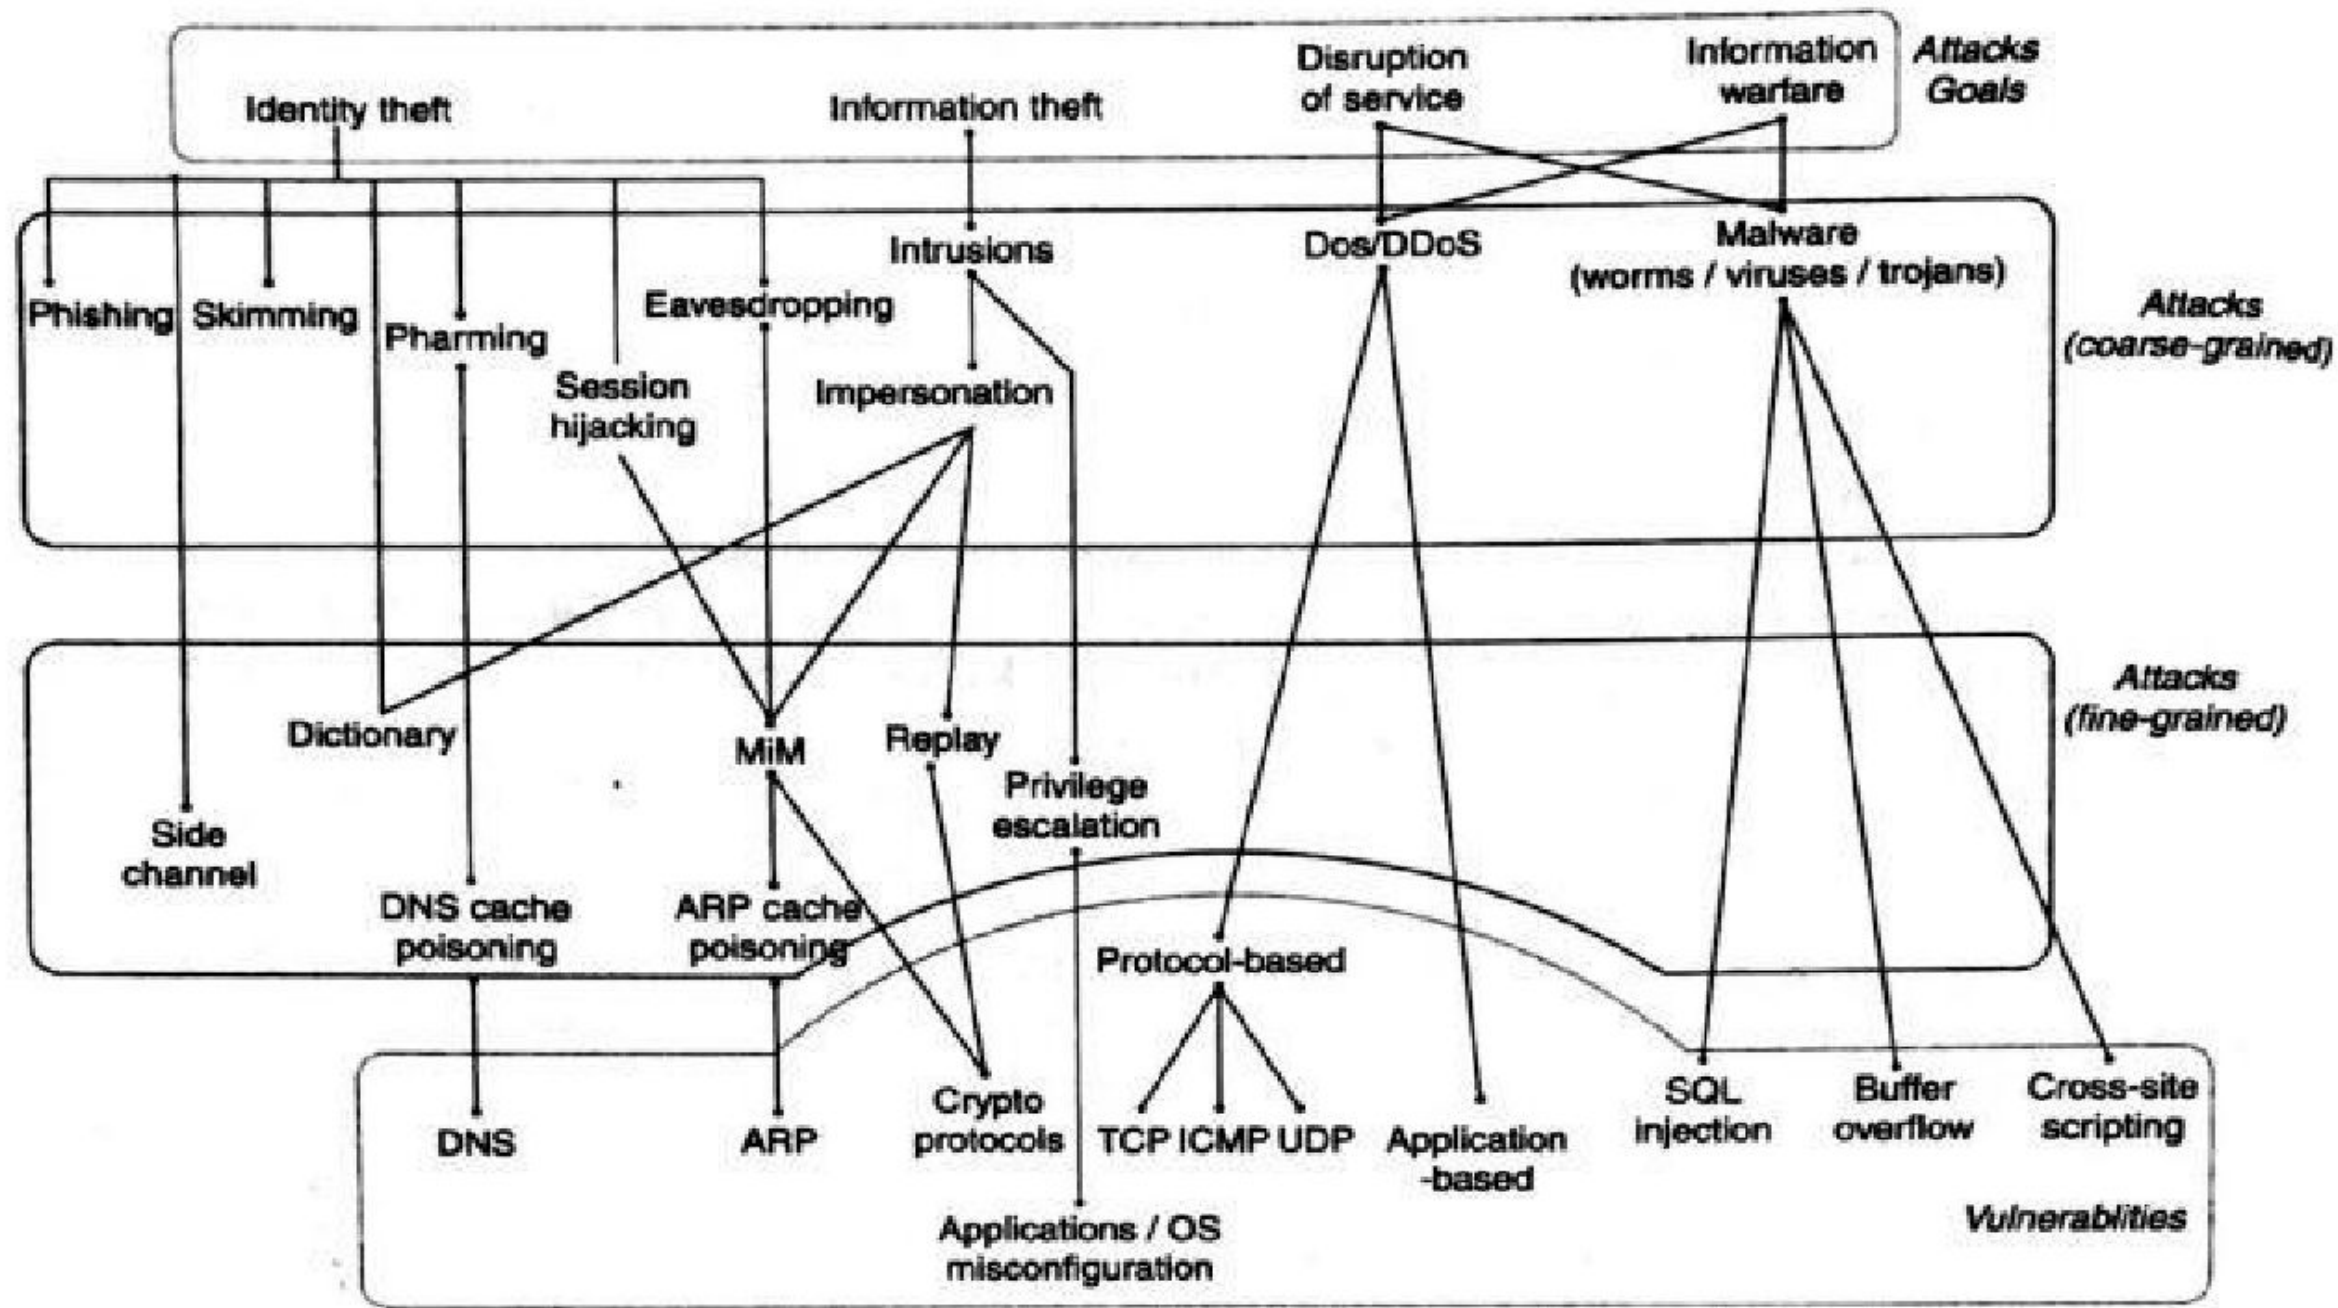 Identity theft
Information theft
Disruption
of service
Information
warfare
Attacks
Goals
Phishing
Skimming
Pharming
Session
hijacking
Eavesdropping
Intrusions
Impersonation
Dos/DDoS
Malware
(worms / viruses / trojans)
Attacks
(coarse-grained)
Dictionary
Side
channel
DNS cache
poisoning
MiM
ARP cache
poisoning
Replay
Privilege
escalation
Attacks
(fine-grained)
Protocol-based
DNS
ARP
Crypto
protocols
TCP ICMP UDP
Application
-based
SQL
injection
Buffer
overflow
Cross-site
scripting
Applications / OS
misconfiguration
Vulnerablities